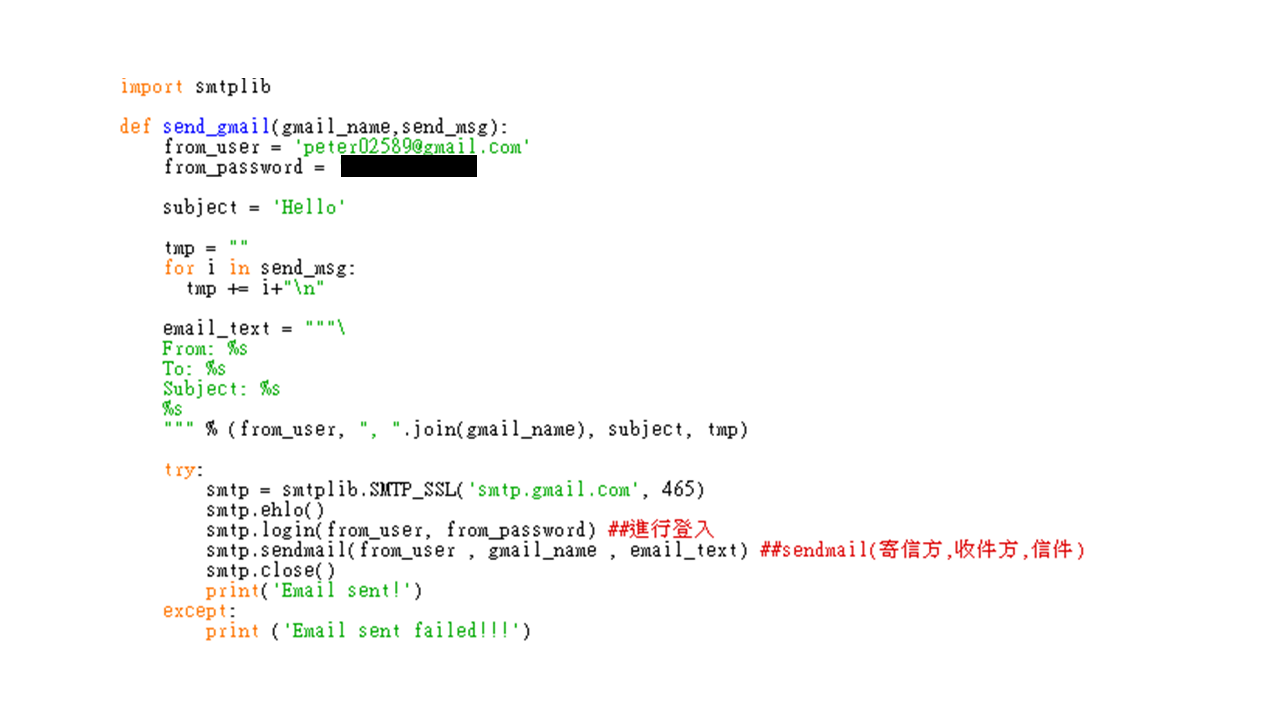 import smtplib
def send_gmail(gmail_name,send_msg):
from_user = 'peter02589@gmail.com'
from_password =
subject = 'Hello'
tmp = ""
for i in send_msg:
tmp += i+"\n"
email_text = """\
From: %s
To: %s
Subject: %s
%s
""" % (from_user, ", ".join(gmail_name), subject, tmp)
try:
smtp = smtplib.SMTP_SSL('smtp.gmail.com', 465)
smtp.ehlo()
smtp.login(from_user, from_password) ##進行登入
smtp.sendmail(from_user , gmail_name , email_text) ##sendmail(寄信方,收件方,信件)
smtp.close()
print('Email sent!')
except:
print ('Email sent failed!!!')